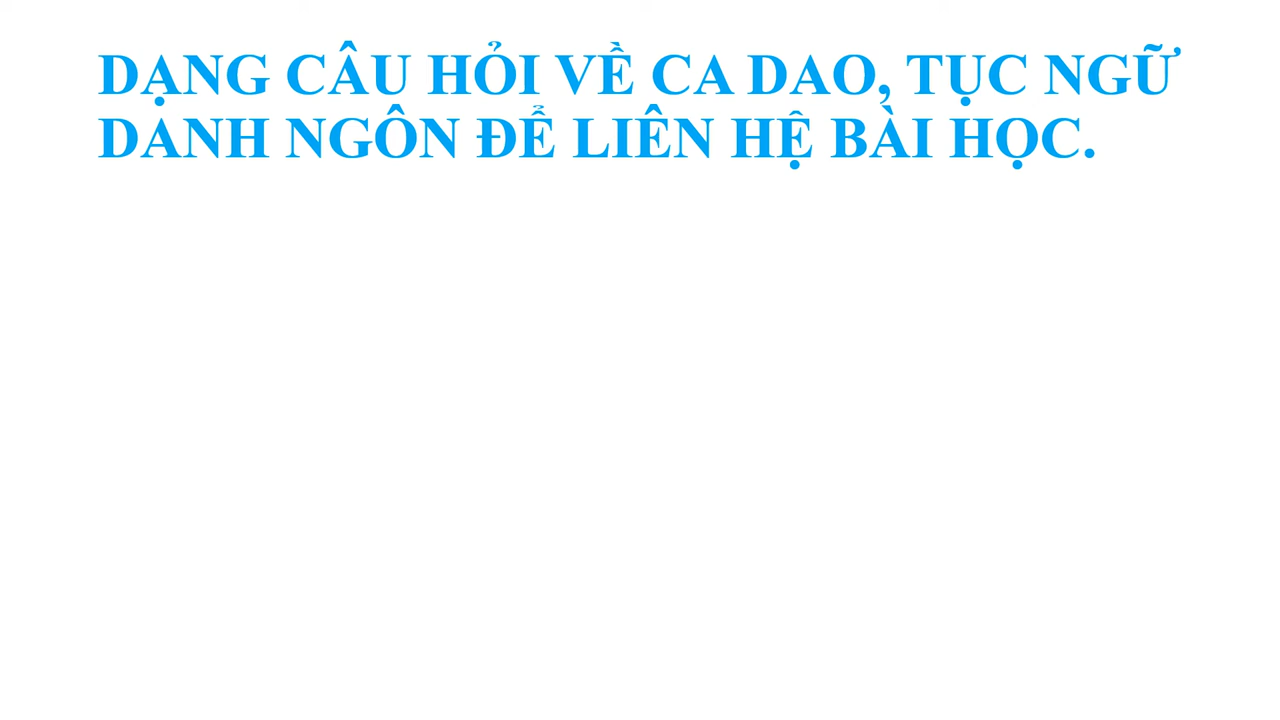 DẠNG CÂU HỎI VỀ CA DAO, TỤC NGỮ
DANH NGÔN ĐỂ LIÊN HỆ BÀI HỌC.